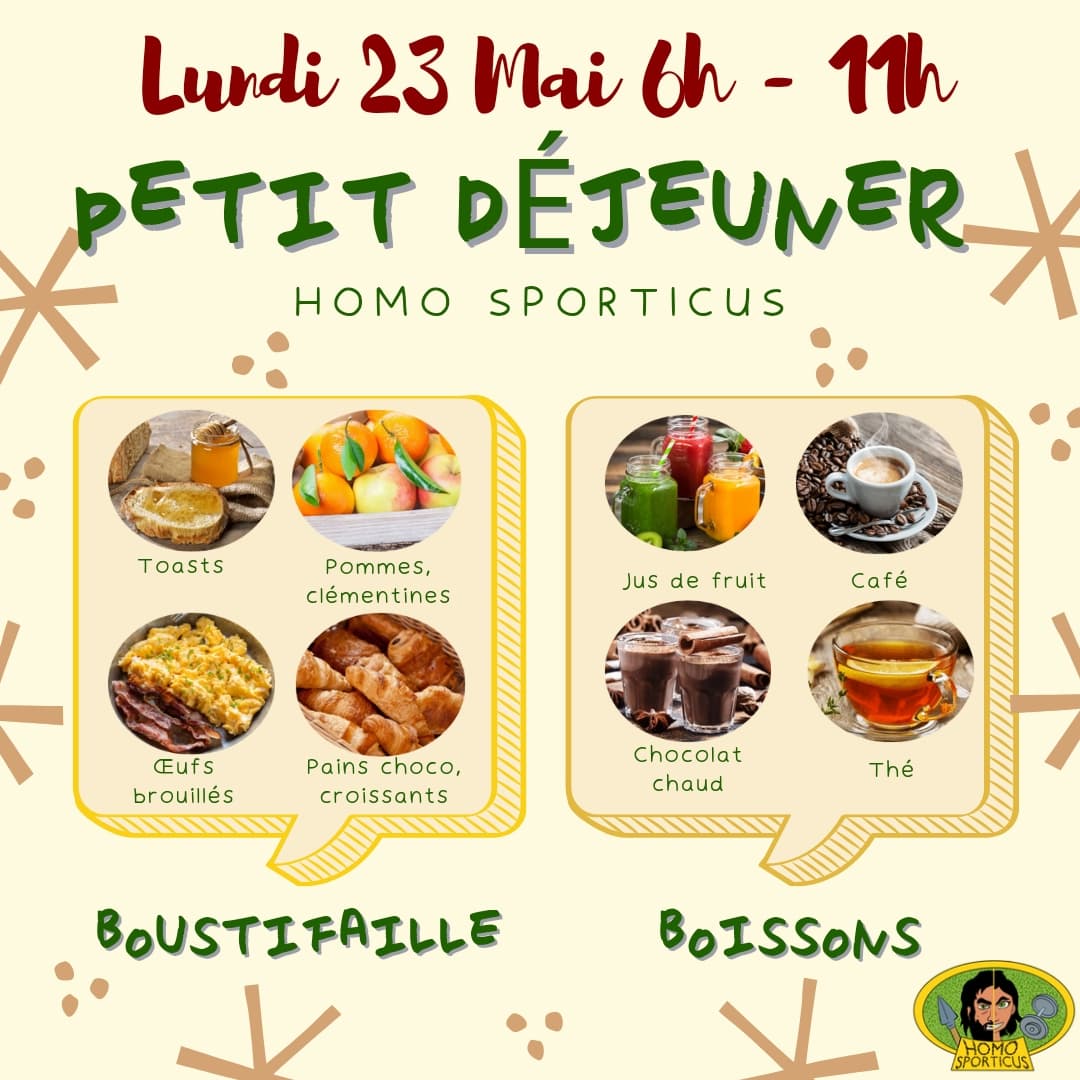 Lundi 23 Mai 6h - 11h
PETIT DÉJEUNER
HOMO SPORTICUS
Toasts
Pommes,
clémentines
Œufs
brouillés
Pains choco,
croissants
BOUSTIFAILLE
Jus de fruit
Café
Chocolat
chaud
Thé
BOISSONS
HOMO
SPORTICUS